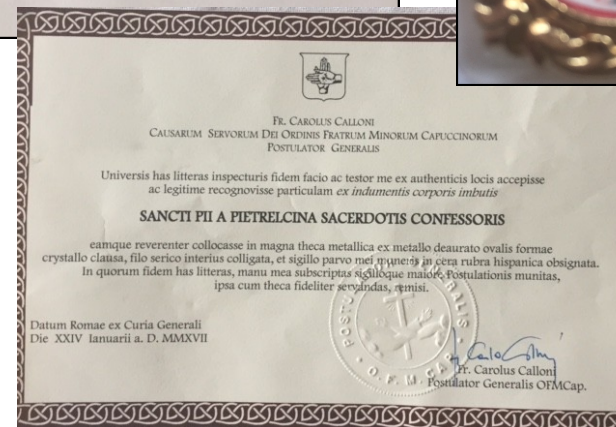 FR. CAROLUS CALLONI
CAUSARUM SERVORUM DEI ORDINIS FRATRUM MINORUM CAPUCCINORUM
POSTULATOR GENERALIS
Universis has litteras inspecturis fidem facio ac testor me ex authenticis locis accepisse
ac legitime recognovisse particulam ex indumentis corporis imbutis
SANCTI PII A PIETRELCINA SACERDOTIS CONFESSORIS
eamque reverenter collocasse in magna theca metallica ex metallo deaurato ovalis formae
crystallo clausa, filo serico interius colligata, et sigillo parvo mei muneris in cera rubra hispanica obsignata.
In quorum fidem has litteras, manu mea subscriptas sigilloque maiore Postulationis munitas,
ipsa cum theca fideliter servandas, remisi.
Datum Romae ex Curia Generali
Die XXIV Ianuarii a. D. MMXVII
POSTULATOR GENERALIS
O. F. M. CAP.
Fr. Carolus Calloni
Postulator Generalis OFMCap.